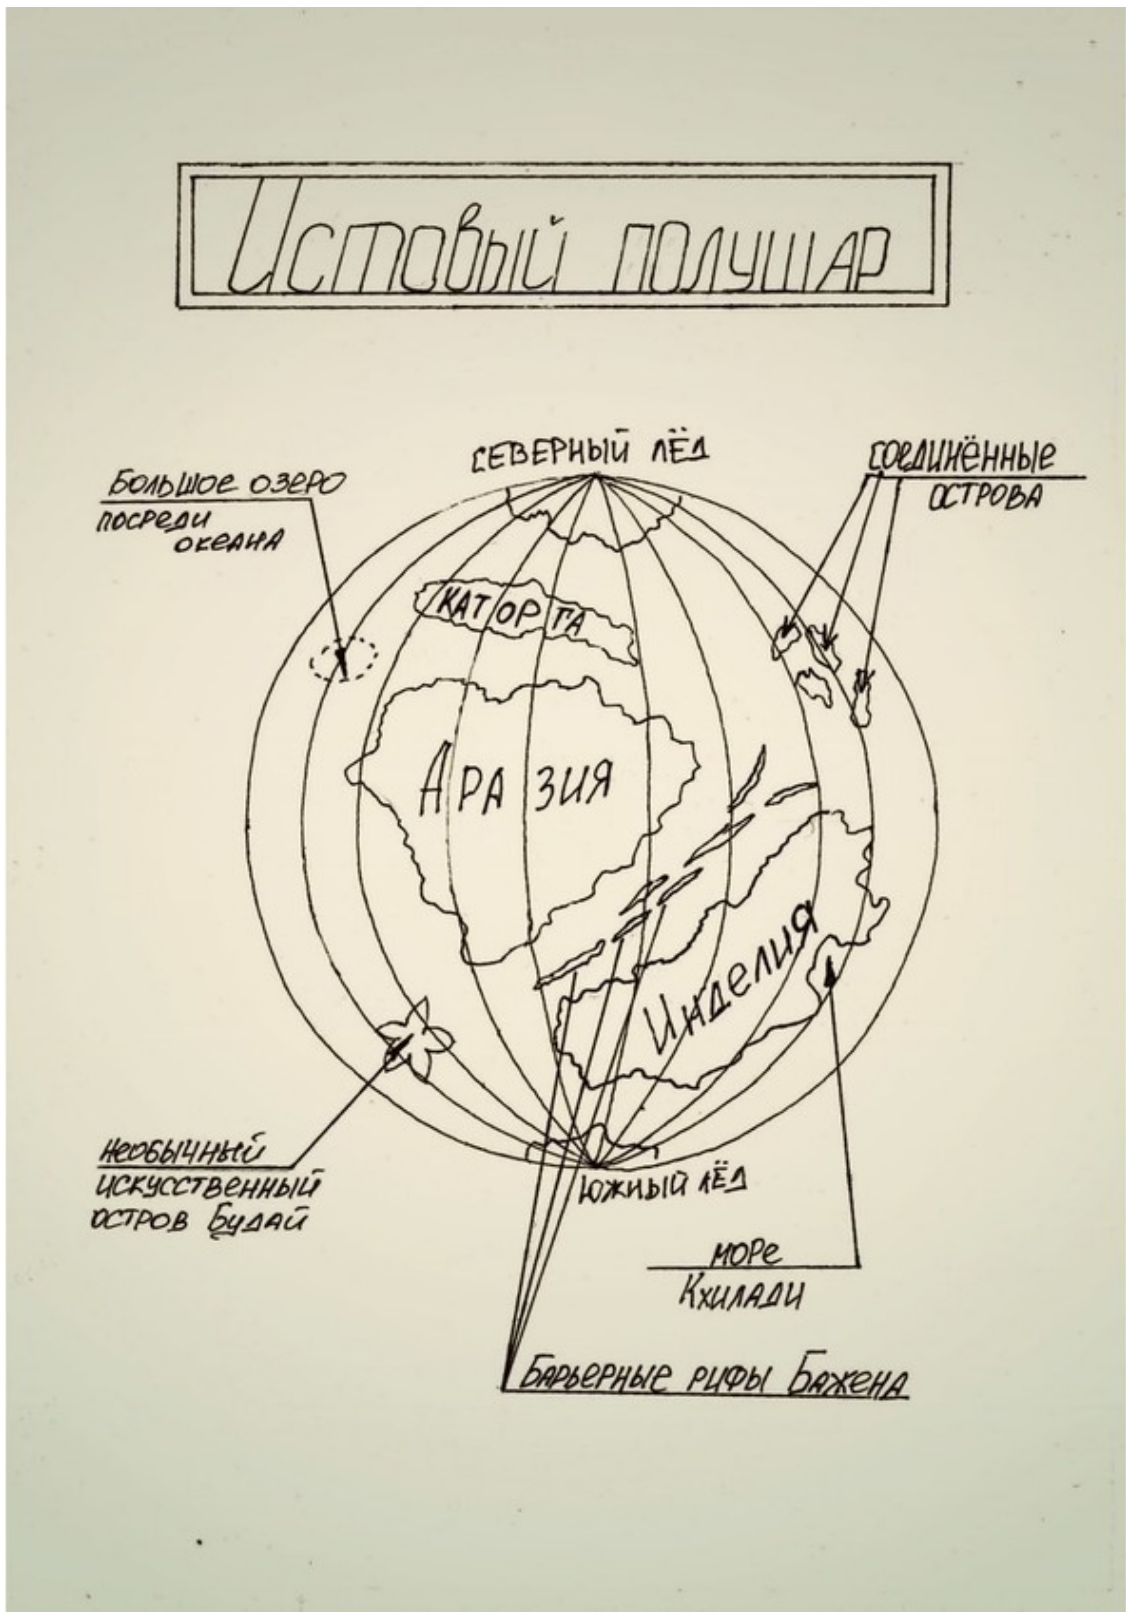 Истовый полушар
СЕВЕРНЫЙ ЛЁД
Большое озеро
посреди
океана
СОЕДИНЁННЫЕ
ОСТРОВА
КАТОРГА
АРАЗИЯ
Инделия
необычный
искусственный
остров Будай
ЮЖНЫЙ ЛЁД
море
Кхилади
Барьерные рифы Бажена